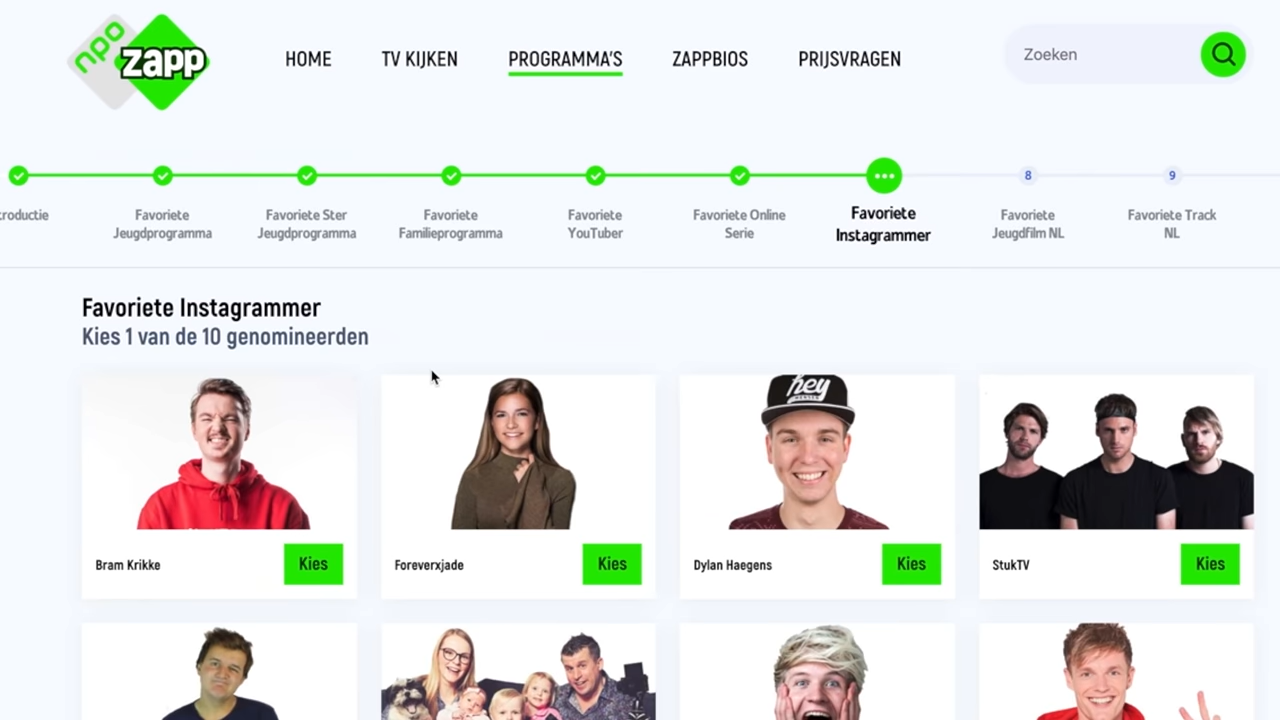 npo zapp
HOME TV KIJKEN PROGRAMMA'S ZAPPBIOS PRIJSVRAGEN
Zoeken
8 9
troductie
Favoriete Jeugdprogramma
Favoriete Ster Jeugdprogramma
Favoriete Familieprogramma
Favoriete YouTuber
Favoriete Online Serie
Favoriete Instagrammer
Favoriete Jeugdfilm NL
Favoriete Track NL
Favoriete Instagrammer
Kies 1 van de 10 genomineerden
hey
Bram Krikke Kies
Foreverxjade Kies
Dylan Haegens Kies
StukTV Kies